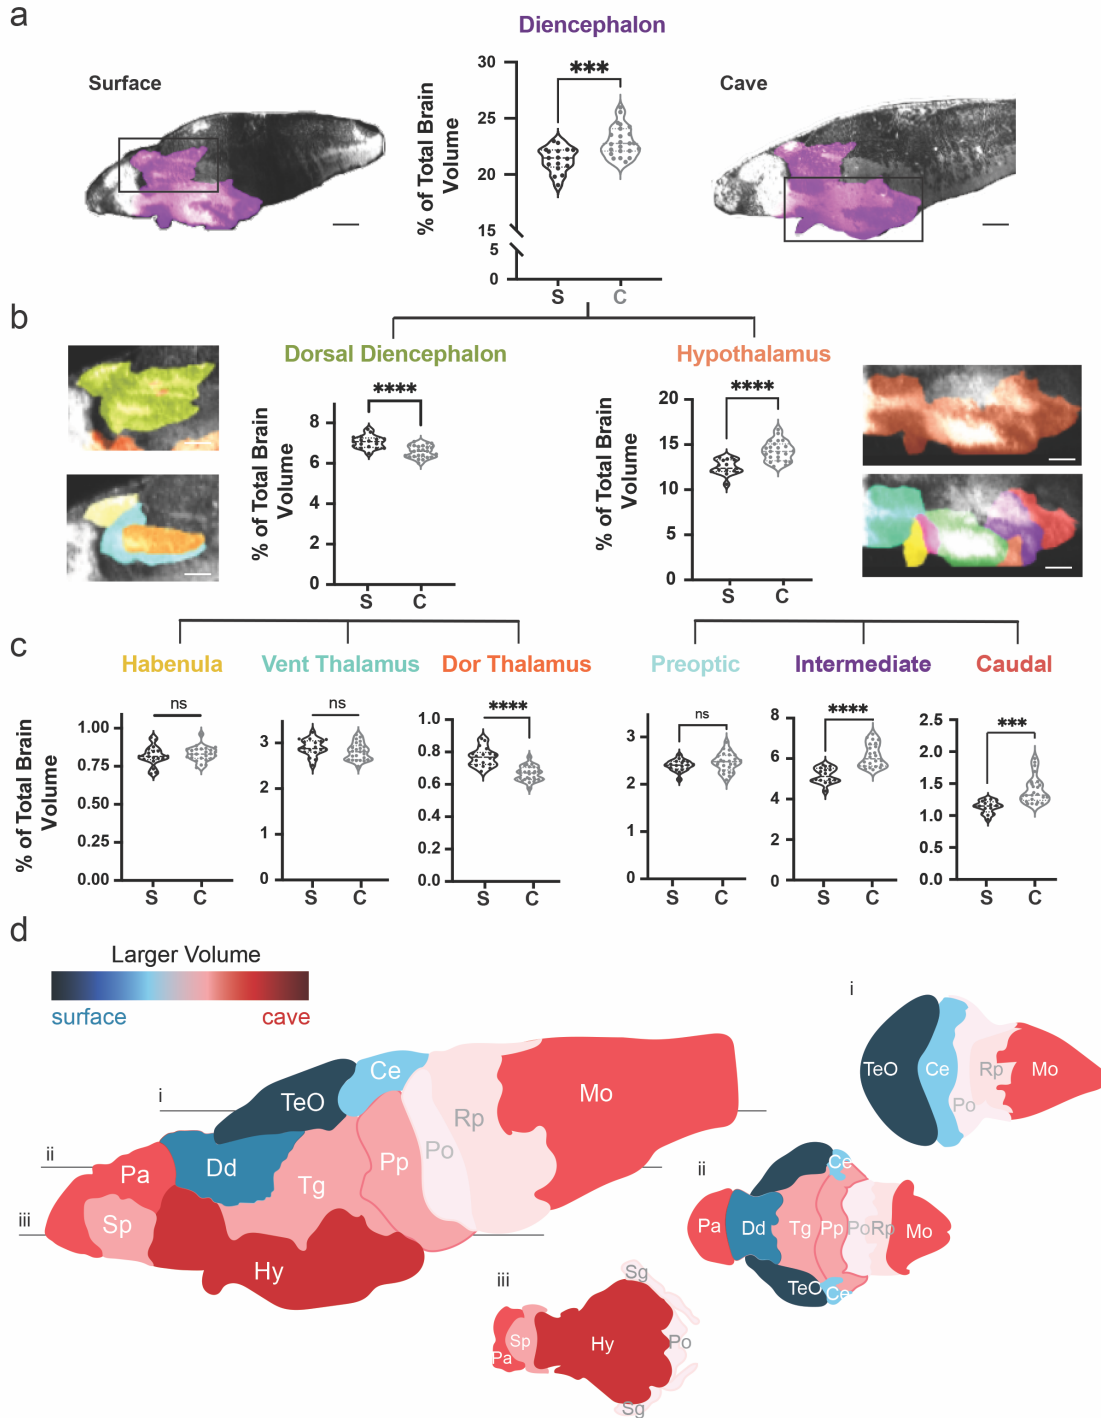 a
Diencephalon
Surface
Cave
% of Total Brain
Volume
30
25
20
15
5
0
***
S
C
b
Dorsal Diencephalon
Hypothalamus
% of Total Brain
Volume
8
6
4
2
0
****
S
C
% of Total Brain
Volume
20
15
10
5
0
****
S
C
c
Habenula
Vent Thalamus
Dor Thalamus
Preoptic
Intermediate
Caudal
% of Total Brain
Volume
1.00
0.75
0.50
0.25
0.00
ns
S
C
3
2
1
0
ns
S
C
1.0
0.8
0.6
0.4
0.2
0.0
****
S
C
3
2
1
0
ns
S
C
8
6
4
2
0
****
S
C
2.5
2.0
1.5
1.0
0.5
0.0
***
S
C
d
Larger Volume
surface
cave
i
ii
iii
TeO
Ce
Mo
Rp
Po
Pp
Tg
Dd
Pa
Sp
Hy
i
TeO
Ce
Rp
Mo
Po
ii
Ce
Pa
Dd
Tg
Pp
Po
Rp
Mo
TeO
Ce
iii
Sg
Sp
Hy
Po
Pa
Sg